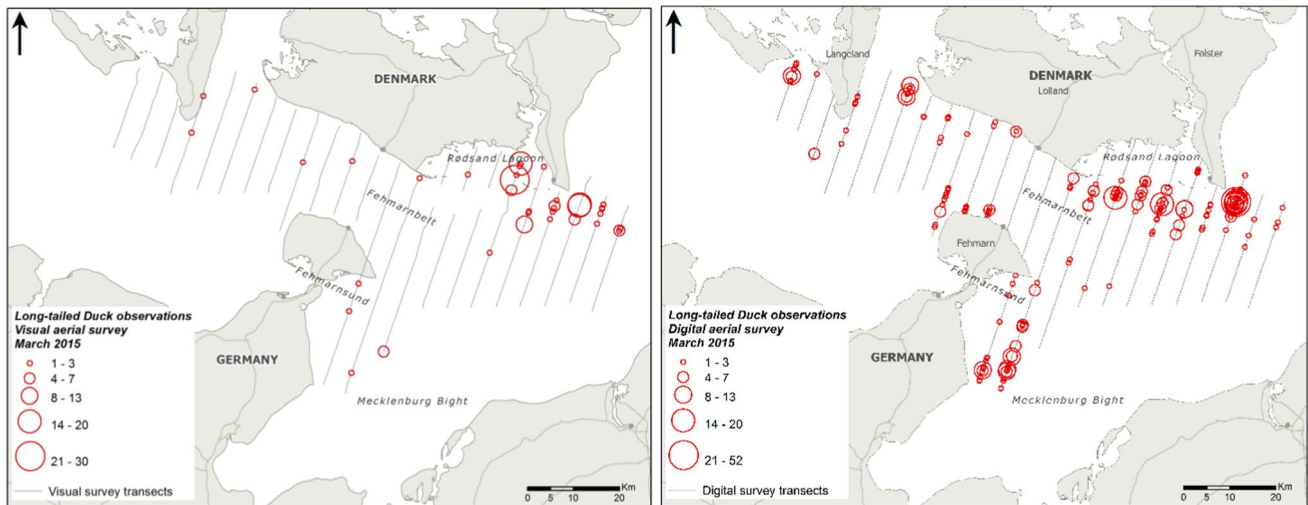 DENMARK
Rødsand Lagoon
Fehmarnbelt
Fehmarnsund
GERMANY
Mecklenburg Bight
Long-tailed Duck observations
Visual aerial survey
March 2015
1 - 3
4 - 7
8 - 13
14 - 20
21 - 30
Visual survey transects
Km
0 5 10 20
Langeland
Falster
DENMARK
Lolland
Rødsand Lagoon
Fehmarnbelt
Fehmarn
Fehmarnsund
GERMANY
Mecklenburg Bight
Long-tailed Duck observations
Digital aerial survey
March 2015
1 - 3
4 - 7
8 - 13
14 - 20
21 - 52
Digital survey transects
Km
0 5 10 20